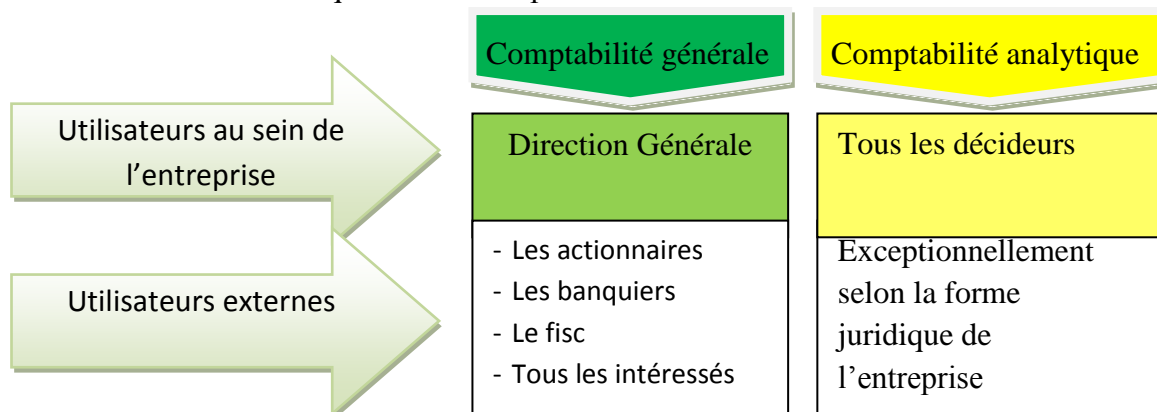 Comptabilité générale
Comptabilité analytique
Utilisateurs au sein de
l’entreprise
Direction Générale
Tous les décideurs
Utilisateurs externes
- Les actionnaires
- Les banquiers
- Le fisc
- Tous les intéressés
Exceptionnellement
selon la forme
juridique de
l’entreprise